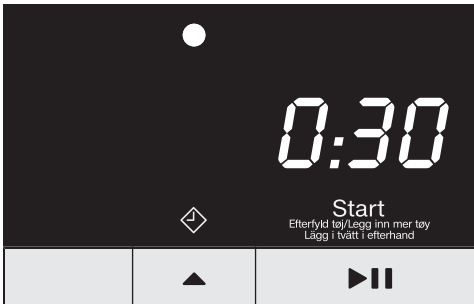 0:30
Start
Efterfyld tøj/Legg inn mer tøy
Lägg i tvätt i efterhand